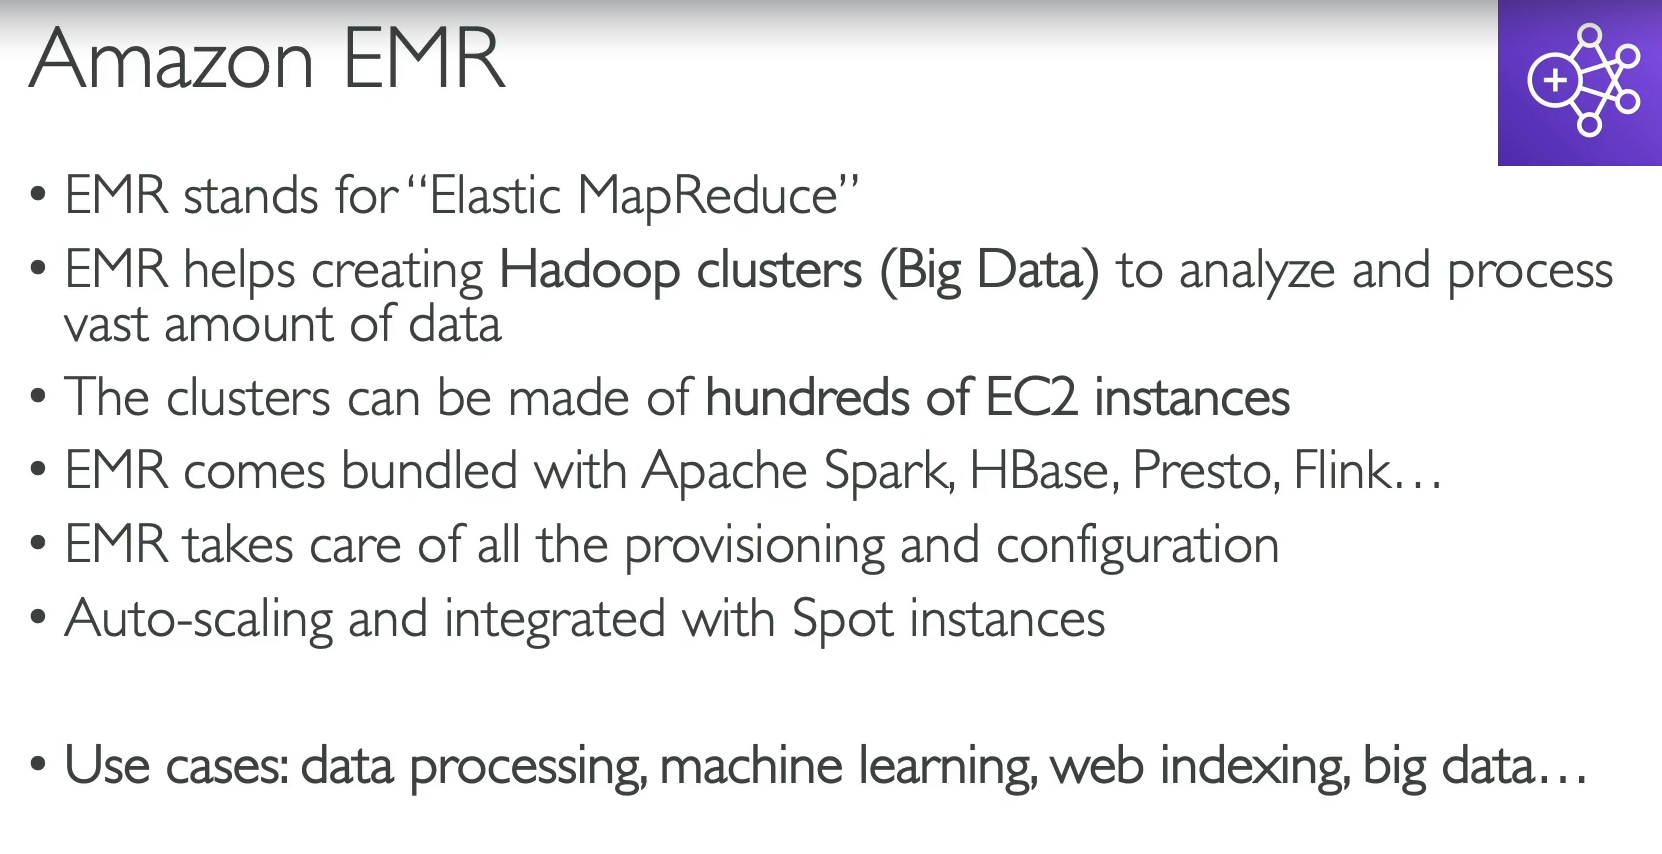 Amazon EMR
• EMR stands for “Elastic MapReduce”
• EMR helps creating Hadoop clusters (Big Data) to analyze and process
vast amount of data
• The clusters can be made of hundreds of EC2 instances
• EMR comes bundled with Apache Spark, HBase, Presto, Flink…
• EMR takes care of all the provisioning and configuration
• Auto-scaling and integrated with Spot instances
• Use cases: data processing, machine learning, web indexing, big data…